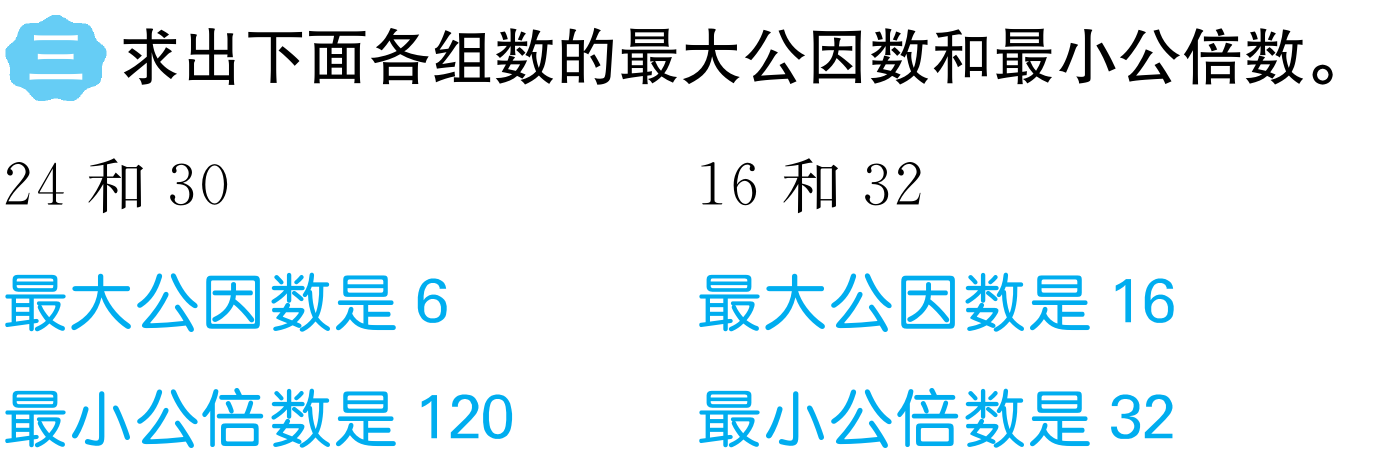 三 求出下面各组数的最大公因数和最小公倍数。
24 和 30
16 和 32
最大公因数是 6
最大公因数是 16
最小公倍数是 120
最小公倍数是 32